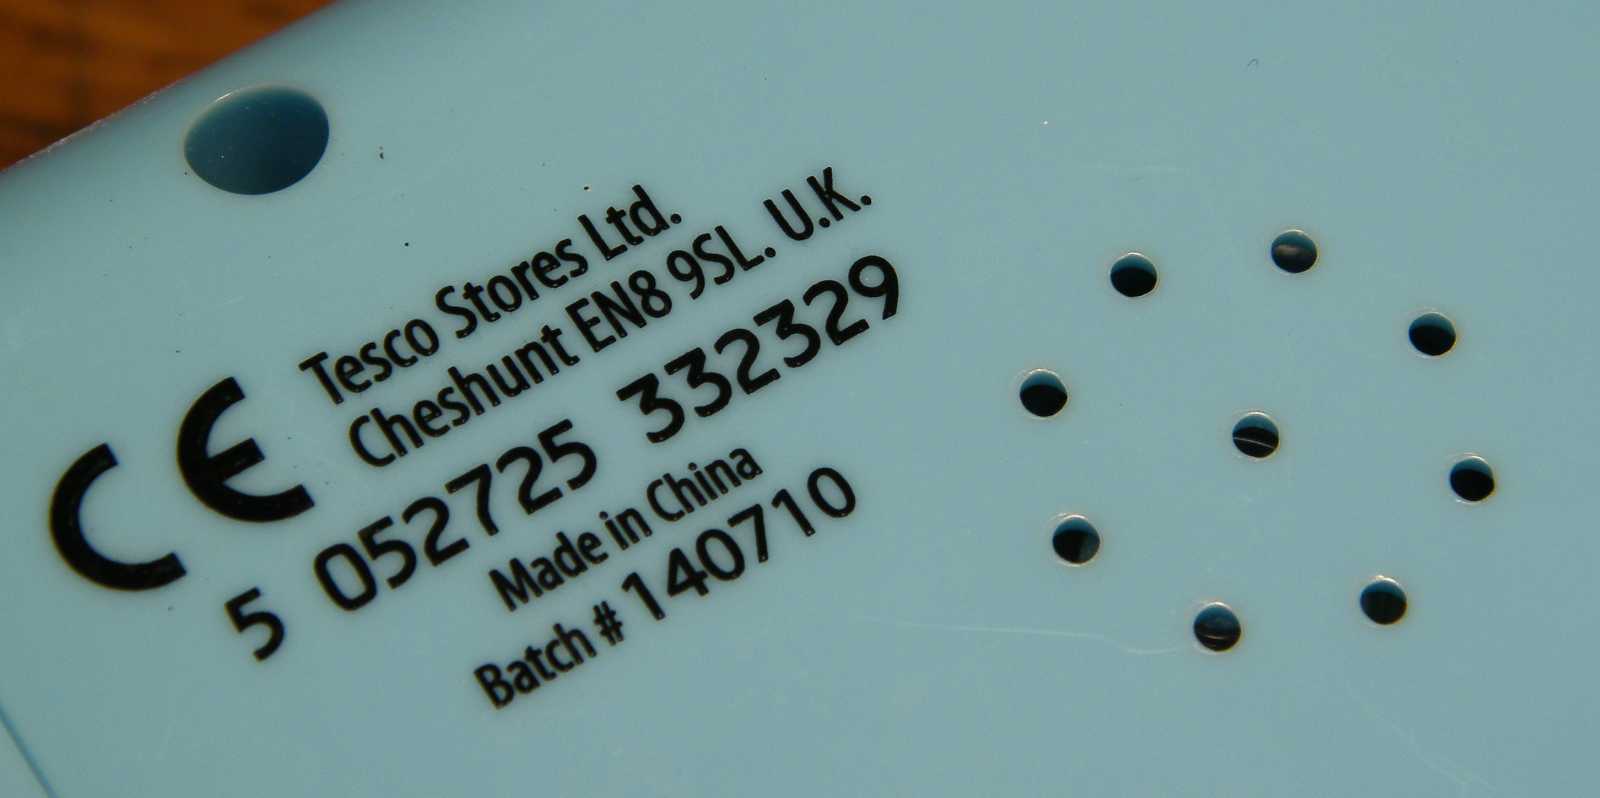 CE
Tesco Stores Ltd.
Cheshunt EN8 9SL. U.K.
5 052725 332329
Made in China
Batch # 140710